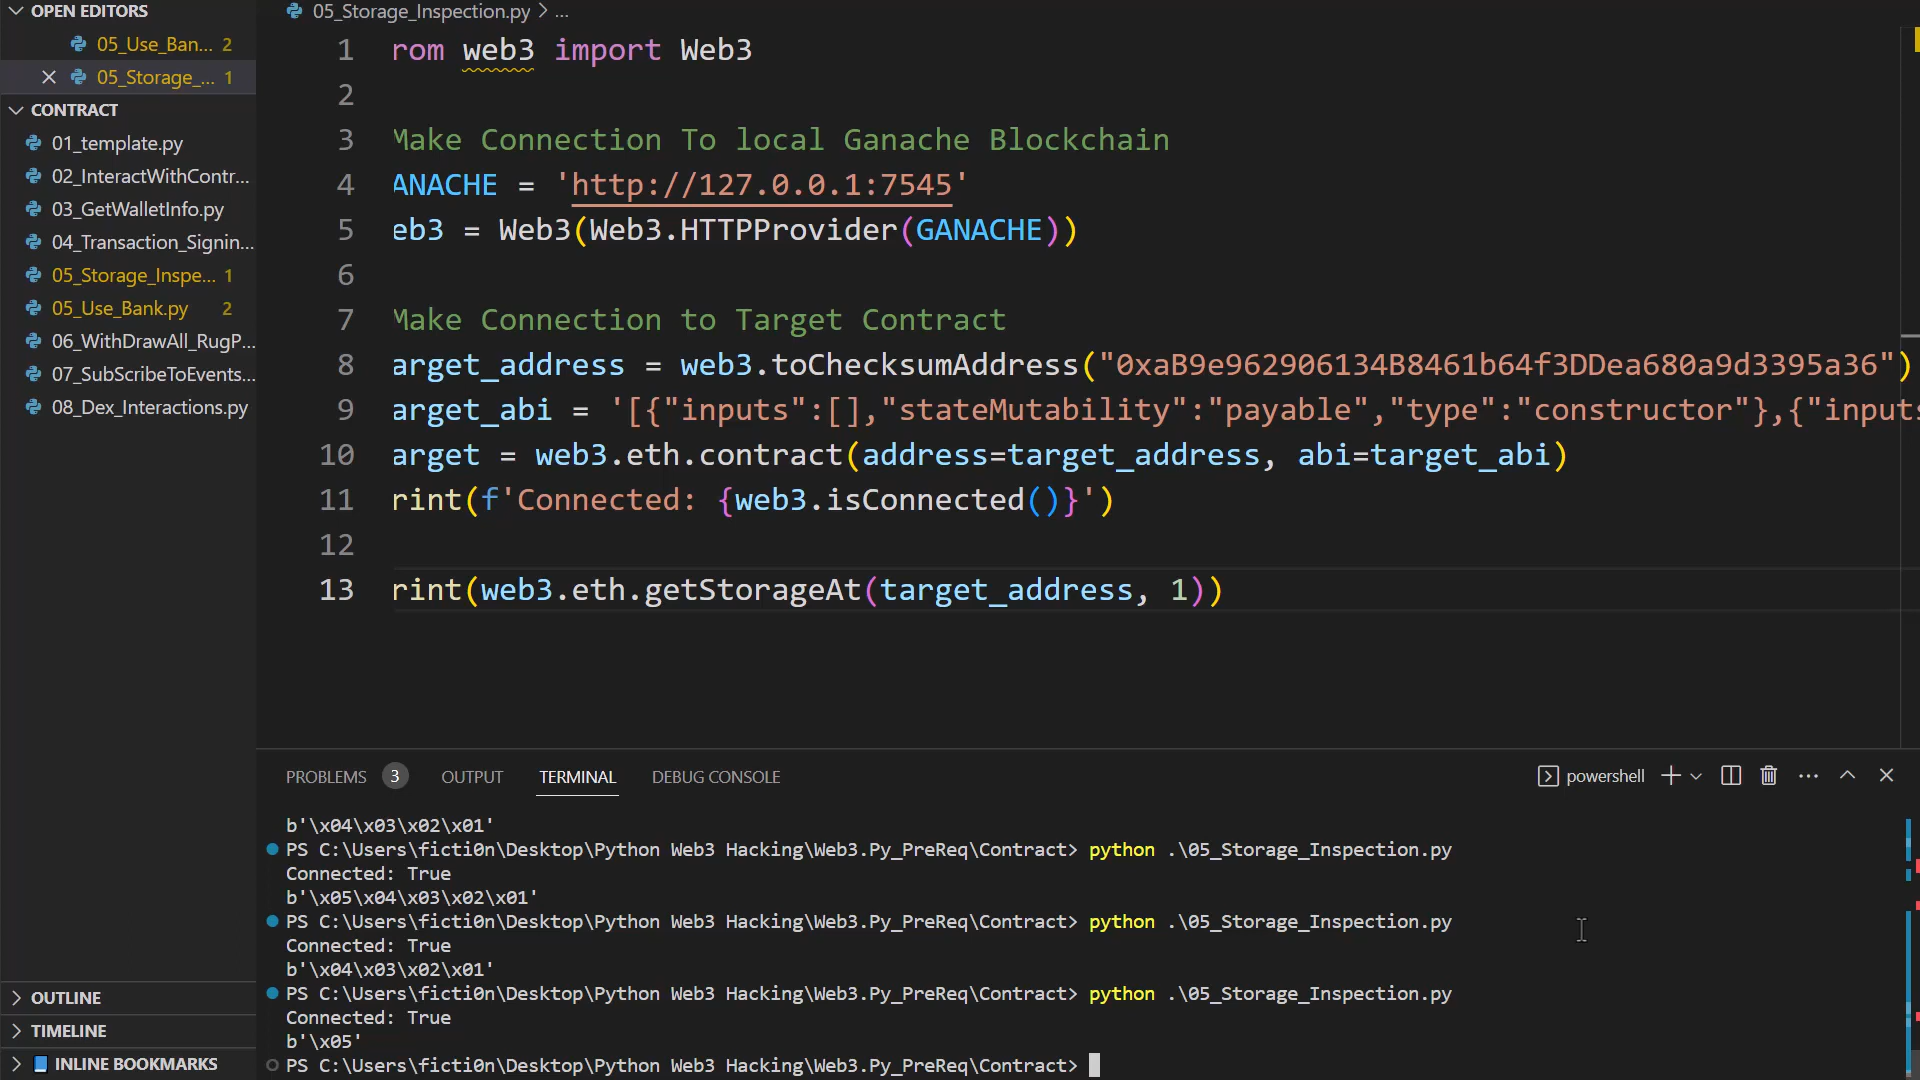 OPEN EDITORS
05_Use_Ban... 2
05_Storage_... 1
CONTRACT
01_template.py
02_InteractWithContr...
03_GetWalletInfo.py
04_Transaction_Signin...
05_Storage_Inspe... 1
05_Use_Bank.py 2
06_WithDrawAll_RugP...
07_SubScribeToEvents...
08_Dex_Interactions.py
OUTLINE
TIMELINE
INLINE BOOKMARKS
05_Storage_Inspection.py > ...
1 rom web3 import Web3
2
3 Make Connection To local Ganache Blockchain
4 ANACHE = 'http://127.0.0.1:7545'
5 eb3 = Web3(Web3.HTTPProvider(GANACHE))
6
7 Make Connection to Target Contract
8 arget_address = web3.toChecksumAddress("0xaB9e962906134B8461b64f3DDea680a9d3395a36")
9 arget_abi = '[{"inputs":[],"stateMutability":"payable","type":"constructor"},{"inputs
10 arget = web3.eth.contract(address=target_address, abi=target_abi)
11 rint(f'Connected: {web3.isConnected()}')
12
13 rint(web3.eth.getStorageAt(target_address, 1))
PROBLEMS 3 OUTPUT TERMINAL DEBUG CONSOLE powershell
b'\x04\x03\x02\x01'
PS C:\Users\ficti0n\Desktop\Python Web3 Hacking\Web3.Py_PreReq\Contract> python .\05_Storage_Inspection.py
Connected: True
b'\x05\x04\x03\x02\x01'
PS C:\Users\ficti0n\Desktop\Python Web3 Hacking\Web3.Py_PreReq\Contract> python .\05_Storage_Inspection.py
Connected: True
b'\x04\x03\x02\x01'
PS C:\Users\ficti0n\Desktop\Python Web3 Hacking\Web3.Py_PreReq\Contract> python .\05_Storage_Inspection.py
Connected: True
b'\x05'
PS C:\Users\ficti0n\Desktop\Python Web3 Hacking\Web3.Py_PreReq\Contract>